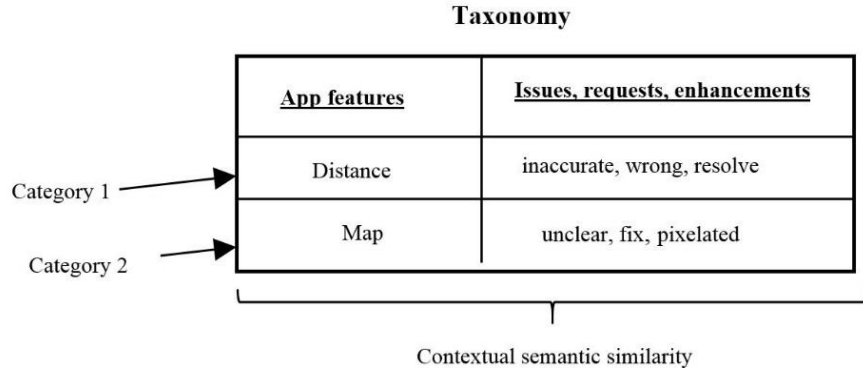 Taxonomy
App features
Issues, requests, enhancements
Category 1
Distance
inaccurate, wrong, resolve
Category 2
Map
unclear, fix, pixelated
Contextual semantic similarity